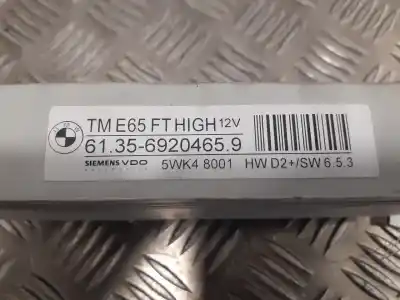 BMW
TM E65 FT HIGH 12V
61.35-6920465.9
SIEMENS VDO 5WK4 8001 HW D2+/SW 6.5.3